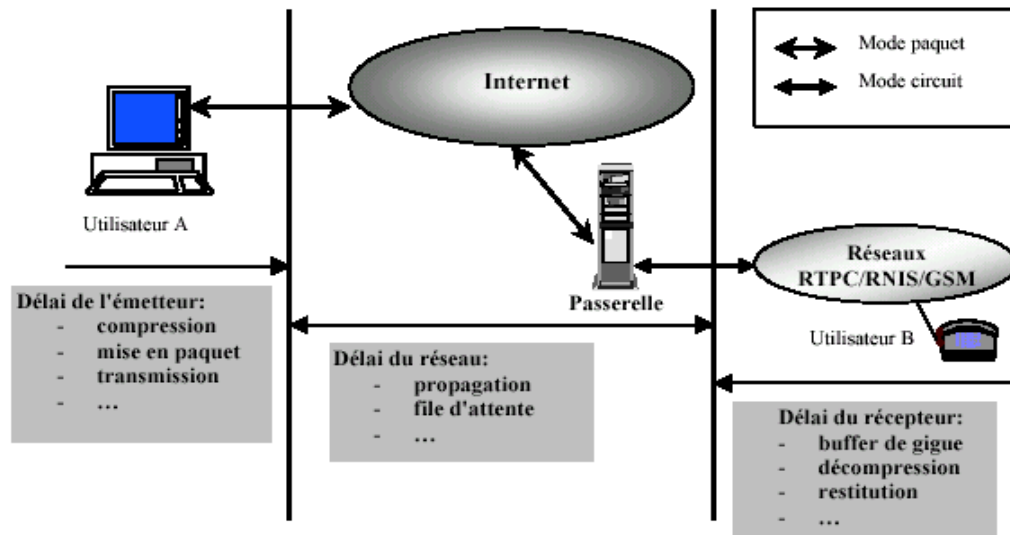 Internet
Mode paquet
Mode circuit
Utilisateur A
Réseaux
RTPC/RNIS/GSM
Passerelle
Utilisateur B
Délai de l'émetteur:
- compression
- mise en paquet
- transmission
- …
Délai du réseau:
- propagation
- file d'attente
- …
Délai du récepteur:
- buffer de gigue
- décompression
- restitution
- …